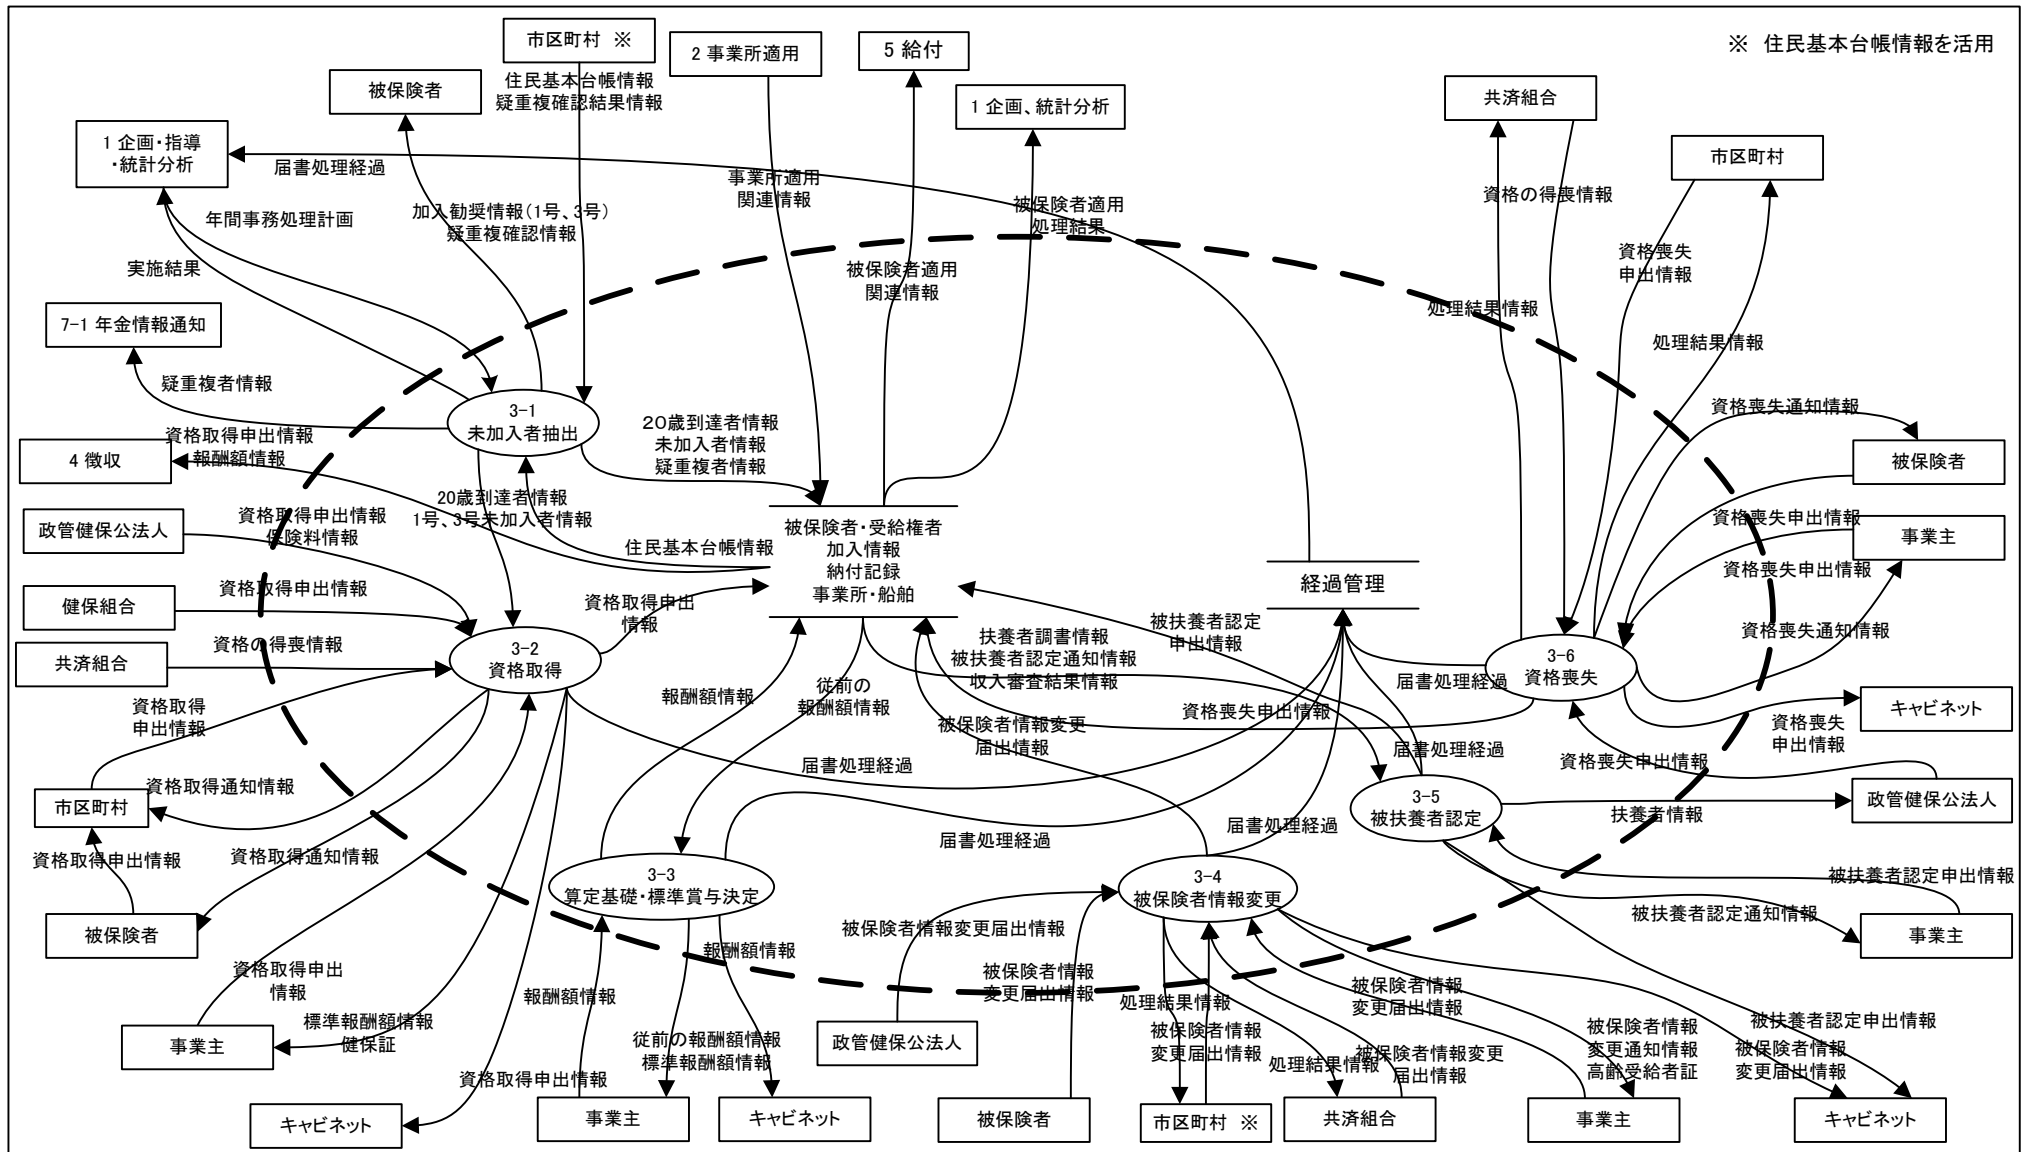 ※ 住民基本台帳情報を活用
市区町村 ※
2 事業所適用
5 給付
1 企画、統計分析
被保険者
1 企画・指導
・統計分析
共済組合
市区町村
住民基本台帳情報
疑重複確認結果情報
届書処理経過
事業所適用
関連情報
被保険者適用
処理結果
資格の得喪情報
年間事務処理計画
加入勧奨情報(1号、3号)
疑重複確認情報
実施結果
被保険者適用
関連情報
資格喪失
申出情報
処理結果情報
処理結果情報
7-1 年金情報通知
疑重複者情報
3-1
未加入者抽出
20歳到達者情報
未加入者情報
疑重複者情報
資格喪失通知情報
4 徴収
資格取得申出情報
報酬額情報
被保険者
20歳到達者情報
1号、3号未加入者情報
政管健保公法人
資格取得申出情報
保険料情報
住民基本台帳情報
被保険者・受給権者
加入情報
納付記録
事業所・船舶
経過管理
資格喪失申出情報
事業主
資格喪失申出情報
健保組合
資格取得申出情報
資格取得申出
情報
被扶養者認定
申出情報
資格喪失通知情報
共済組合
資格の得喪情報
3-2
資格取得
扶養者調書情報
被扶養者認定通知情報
収入審査結果情報
3-6
資格喪失
届書処理経過
資格取得
申出情報
報酬額情報
従前の
報酬額情報
被保険者情報変更
届出情報
資格喪失申出情報
キャビネット
資格喪失
申出情報
届書処理経過
届書処理経過
資格喪失申出情報
市区町村
資格取得通知情報
3-5
被扶養者認定
扶養者情報
政管健保公法人
届書処理経過
届書処理経過
資格取得申出情報
資格取得通知情報
3-3
算定基礎・標準賞与決定
3-4
被保険者情報変更
被扶養者認定申出情報
被扶養者認定通知情報
事業主
被保険者
被保険者情報変更届出情報
報酬額情報
資格取得申出
情報
報酬額情報
被保険者情報
変更届出情報
処理結果情報
被保険者情報
変更届出情報
事業主
標準報酬額情報
健保証
従前の報酬額情報
標準報酬額情報
政管健保公法人
被保険者情報
変更届出情報
処理結果情報
被保険者情報変更
届出情報
被保険者情報
変更通知情報
高齢受給者証
被扶養者認定申出情報
被保険者情報
変更届出情報
資格取得申出情報
キャビネット
事業主
キャビネット
被保険者
市区町村 ※
共済組合
事業主
キャビネット